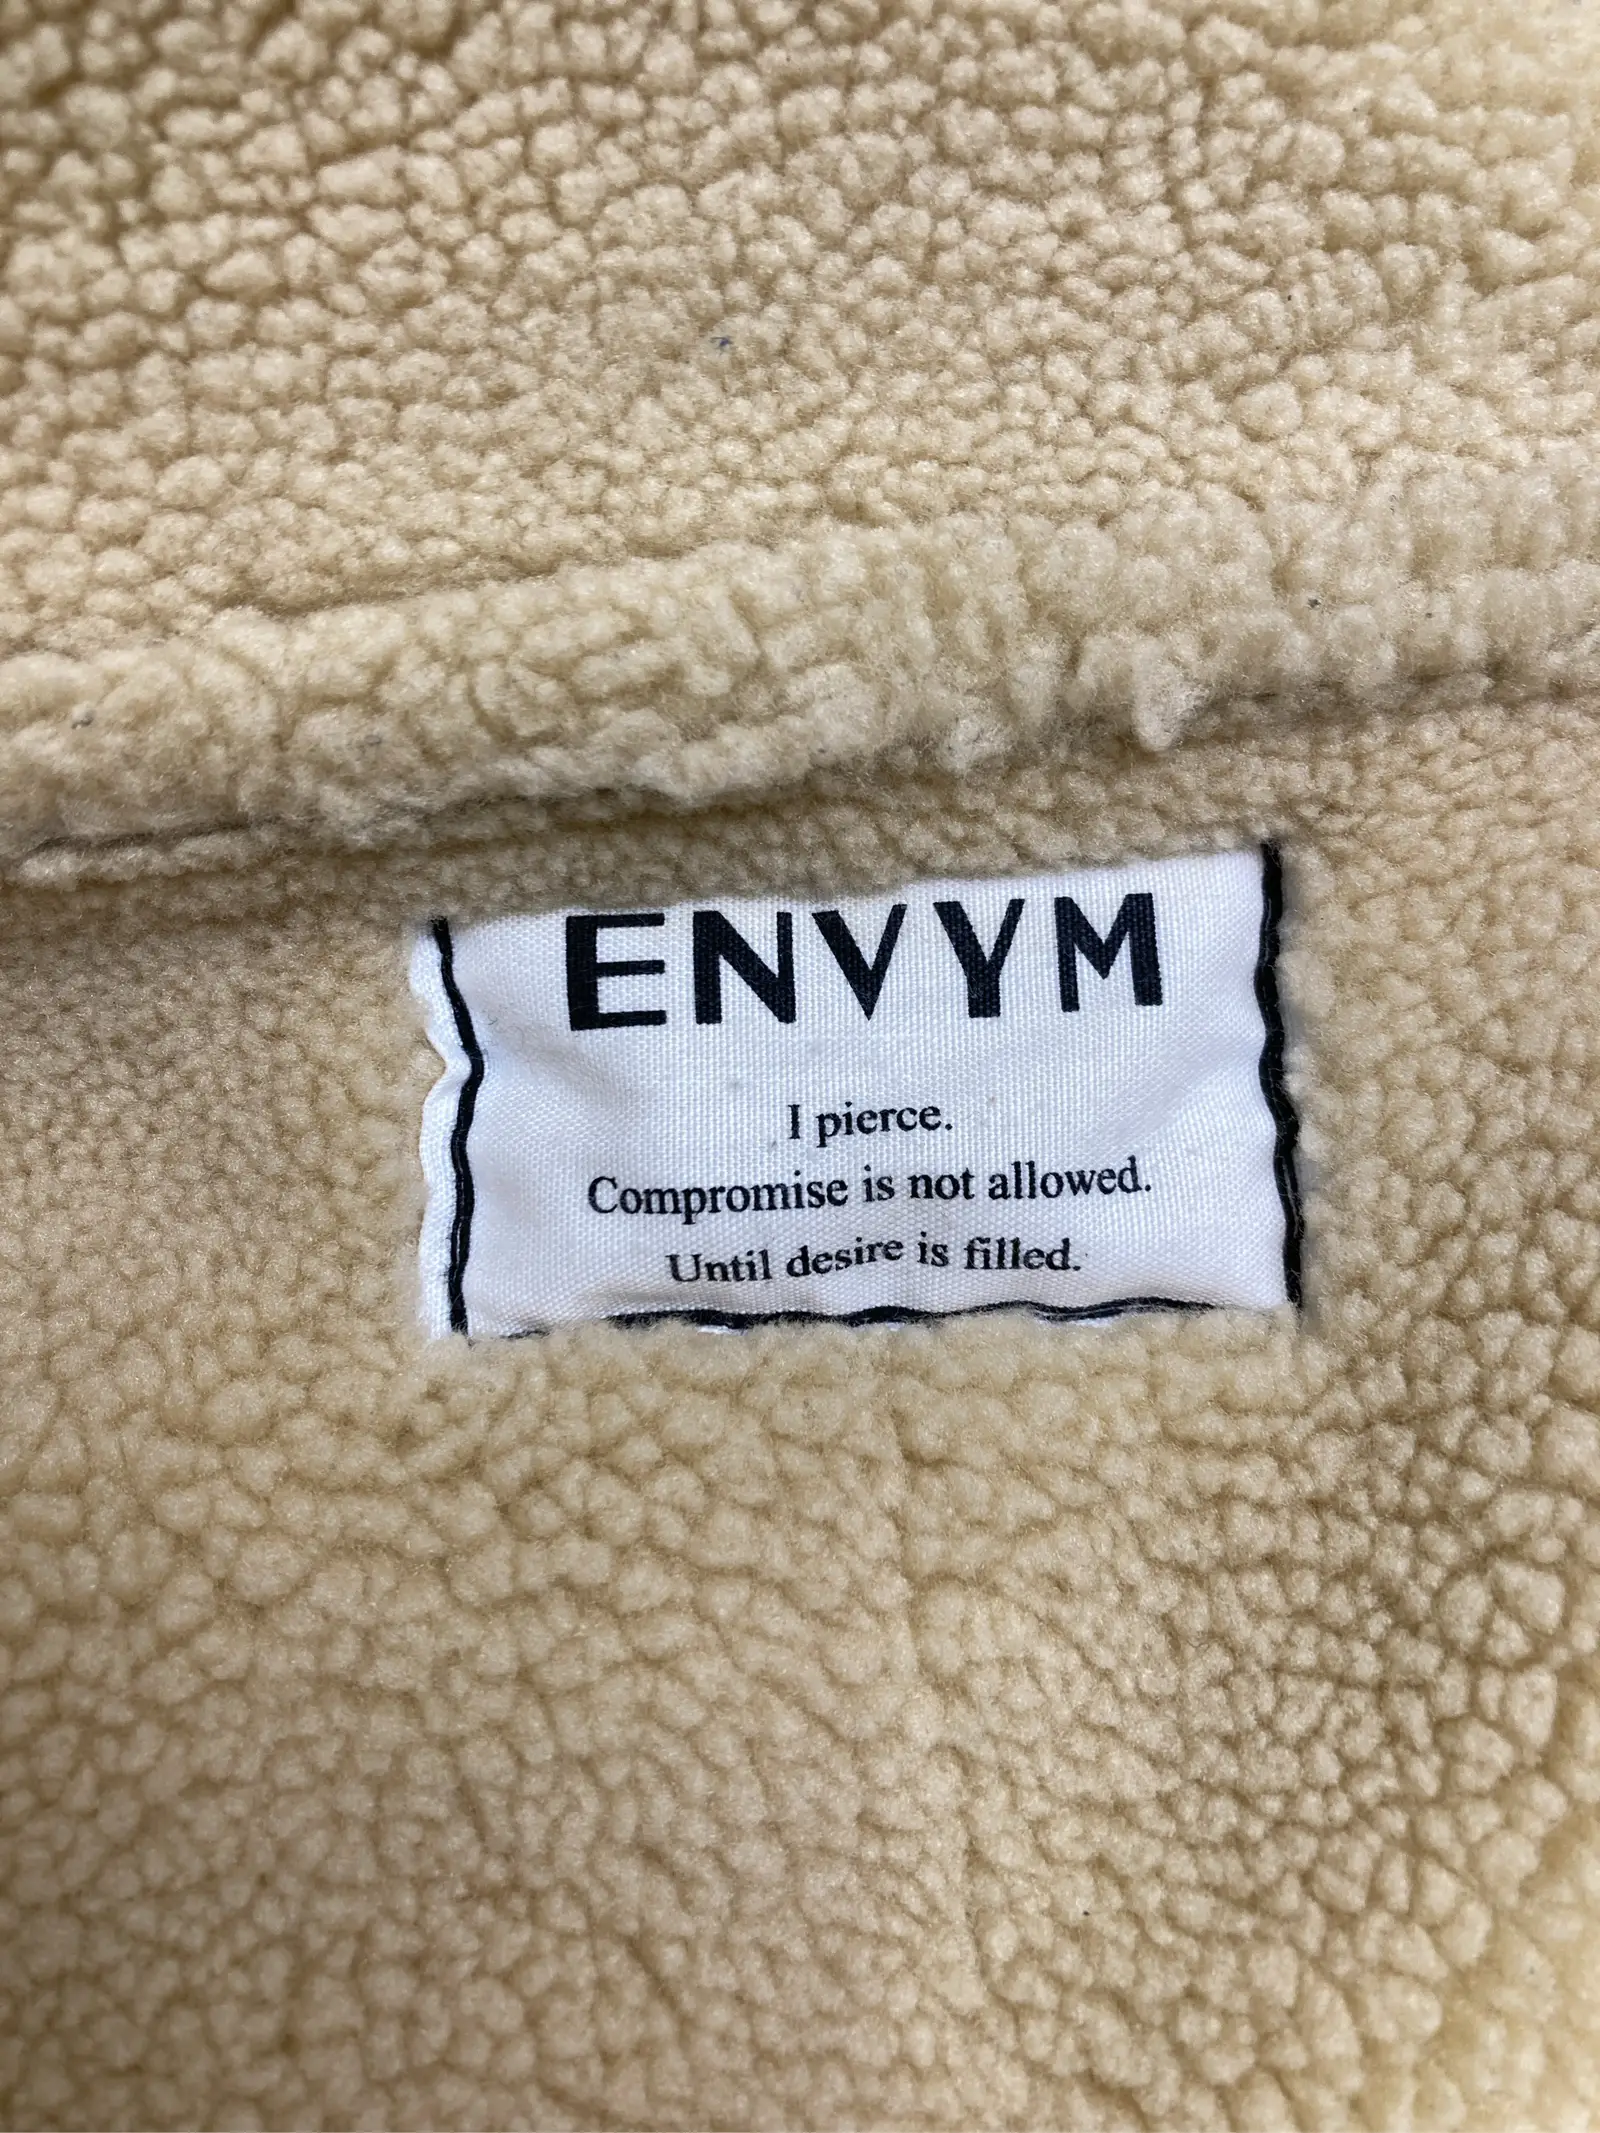 ENVYM
I pierce.
Compromise is not allowed.
Until desire is filled.